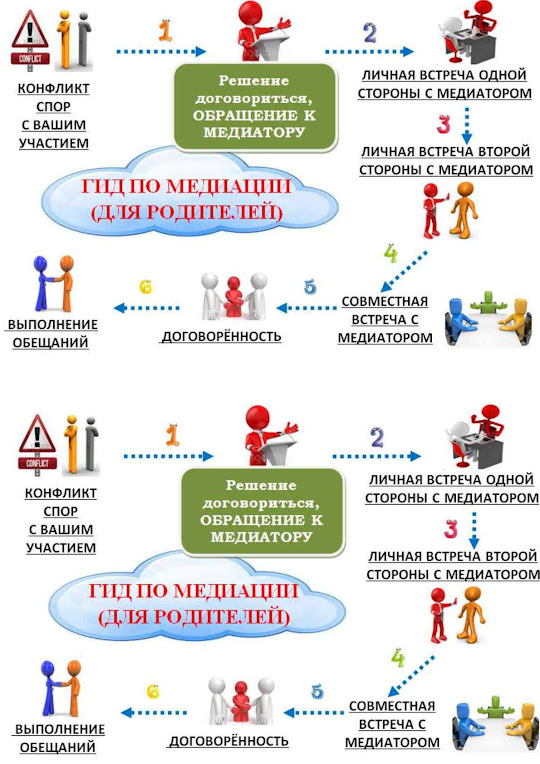 CONFLICT
КОНФЛИКТ
СПОР
С ВАШИМ
УЧАСТИЕМ
1
Решение
договориться,
ОБРАЩЕНИЕ К
МЕДИАТОРУ
2
ЛИЧНАЯ ВСТРЕЧА ОДНОЙ
СТОРОНЫ С МЕДИАТОРОМ
3
ЛИЧНАЯ ВСТРЕЧА ВТОРОЙ
СТОРОНЫ С МЕДИАТОРОМ
ГИД ПО МЕДИАЦИИ
(ДЛЯ РОДИТЕЛЕЙ)
4
СОВМЕСТНАЯ
ВСТРЕЧА С
МЕДИАТОРОМ
5
ДОГОВОРЁННОСТЬ
6
ВЫПОЛНЕНИЕ
ОБЕЩАНИЙ
CONFLICT
КОНФЛИКТ
СПОР
С ВАШИМ
УЧАСТИЕМ
1
Решение
договориться,
ОБРАЩЕНИЕ К
МЕДИАТОРУ
2
ЛИЧНАЯ ВСТРЕЧА ОДНОЙ
СТОРОНЫ С МЕДИАТОРОМ
3
ЛИЧНАЯ ВСТРЕЧА ВТОРОЙ
СТОРОНЫ С МЕДИАТОРОМ
ГИД ПО МЕДИАЦИИ
(ДЛЯ РОДИТЕЛЕЙ)
4
СОВМЕСТНАЯ
ВСТРЕЧА С
МЕДИАТОРОМ
5
ДОГОВОРЁННОСТЬ
6
ВЫПОЛНЕНИЕ
ОБЕЩАНИЙ